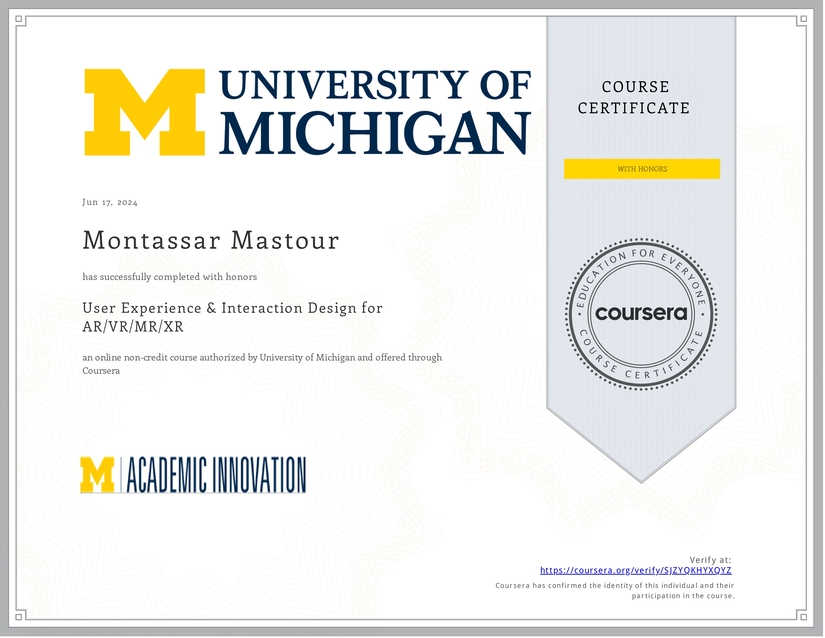 UNIVERSITY OF
MICHIGAN
COURSE
CERTIFICATE
WITH HONORS
Jun 17, 2024
Montassar Mastour
has successfully completed with honors
User Experience & Interaction Design for
AR/VR/MR/XR
an online non-credit course authorized by University of Michigan and offered through
Coursera
EDUCATION FOR EVERYONE
coursera
COURSE CERTIFICATE
M | ACADEMIC INNOVATION
Verify at:
https://coursera.org/verify/SJZYQKHYXQYZ
Coursera has confirmed the identity of this individual and their
participation in the course.